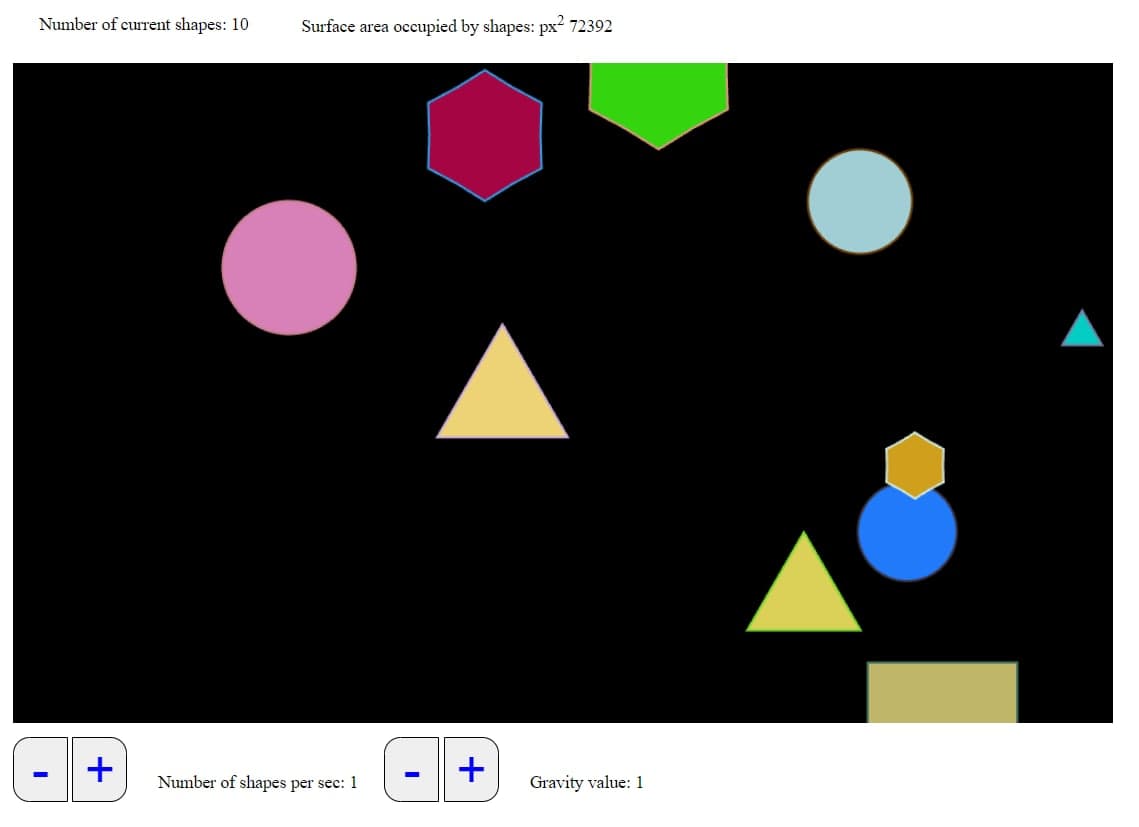 Number of current shapes: 10 Surface area occupied by shapes: px² 72392
- + Number of shapes per sec: 1 - + Gravity value: 1